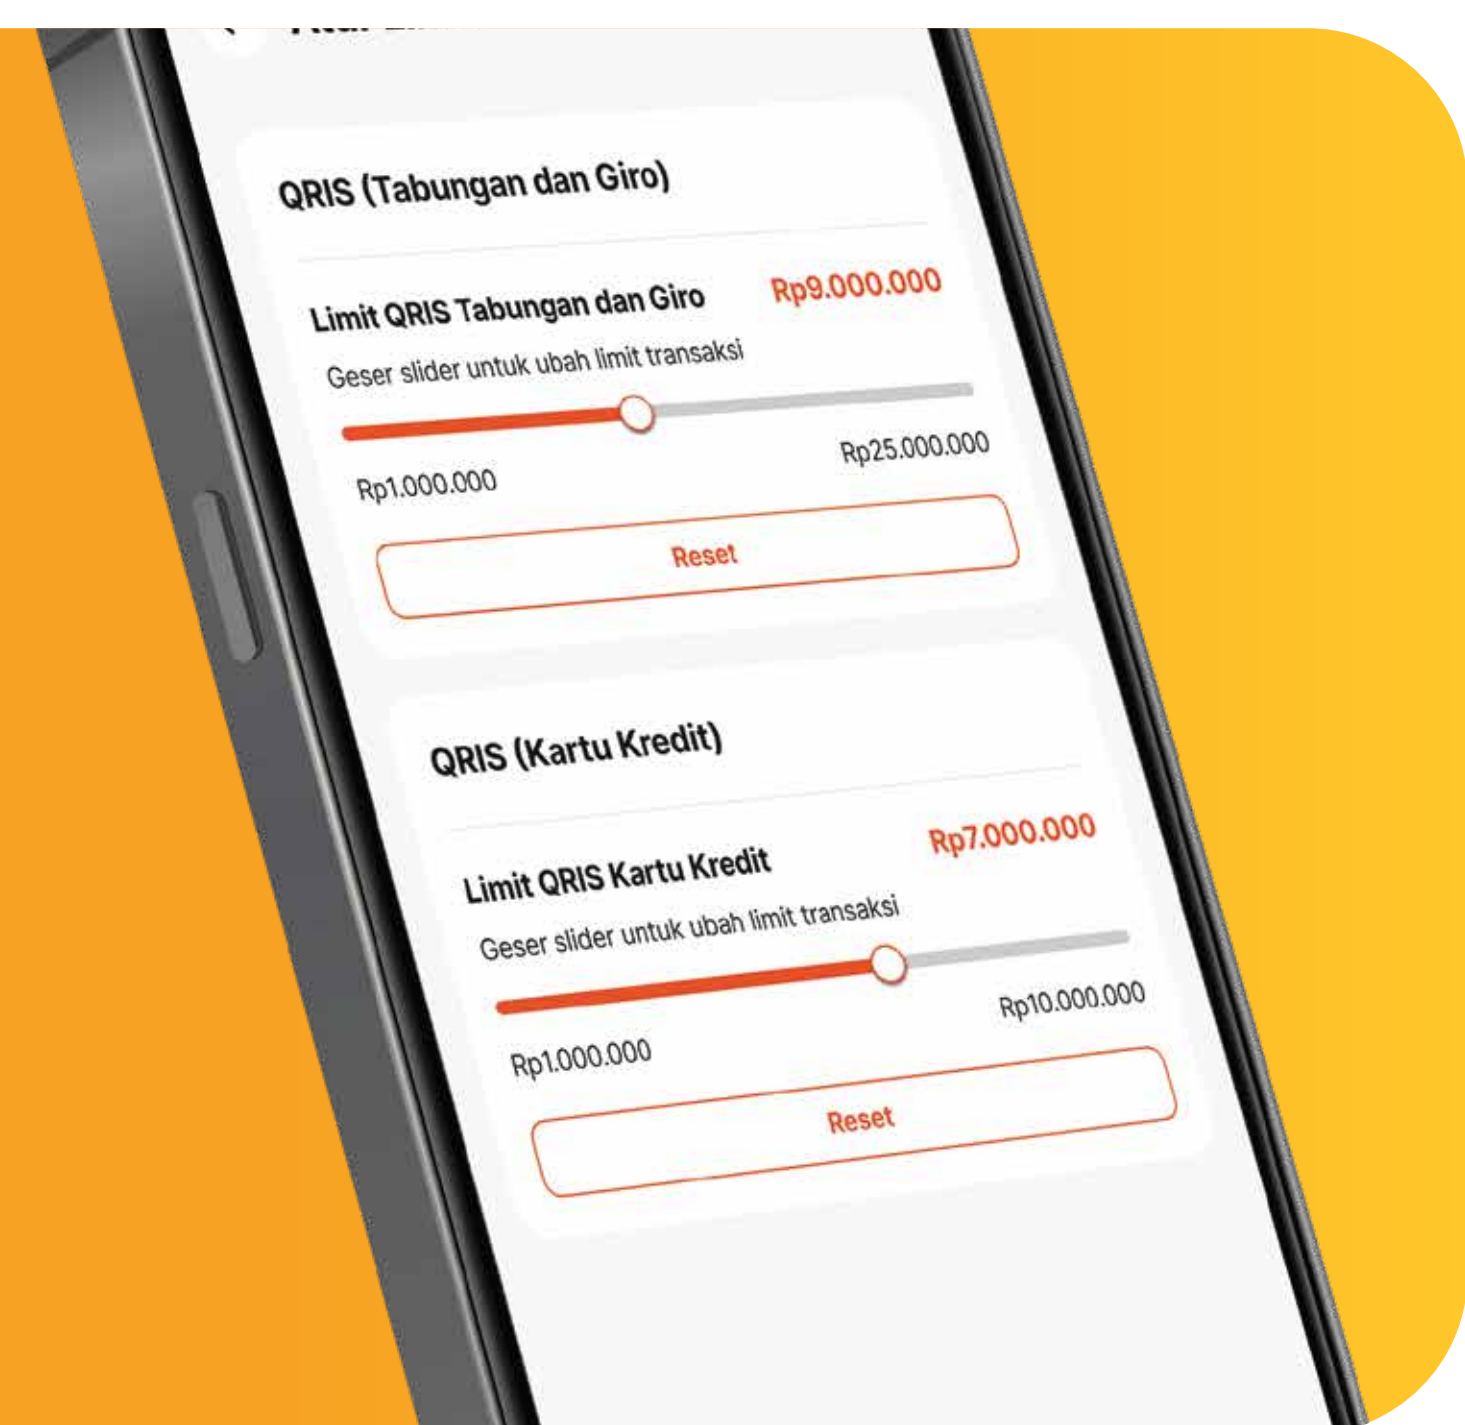 QRIS (Tabungan dan Giro)
Limit QRIS Tabungan dan Giro Rp9.000.000
Geser slider untuk ubah limit transaksi
Rp1.000.000 Rp25.000.000
Reset
QRIS (Kartu Kredit)
Limit QRIS Kartu Kredit Rp7.000.000
Geser slider untuk ubah limit transaksi
Rp1.000.000 Rp10.000.000
Reset